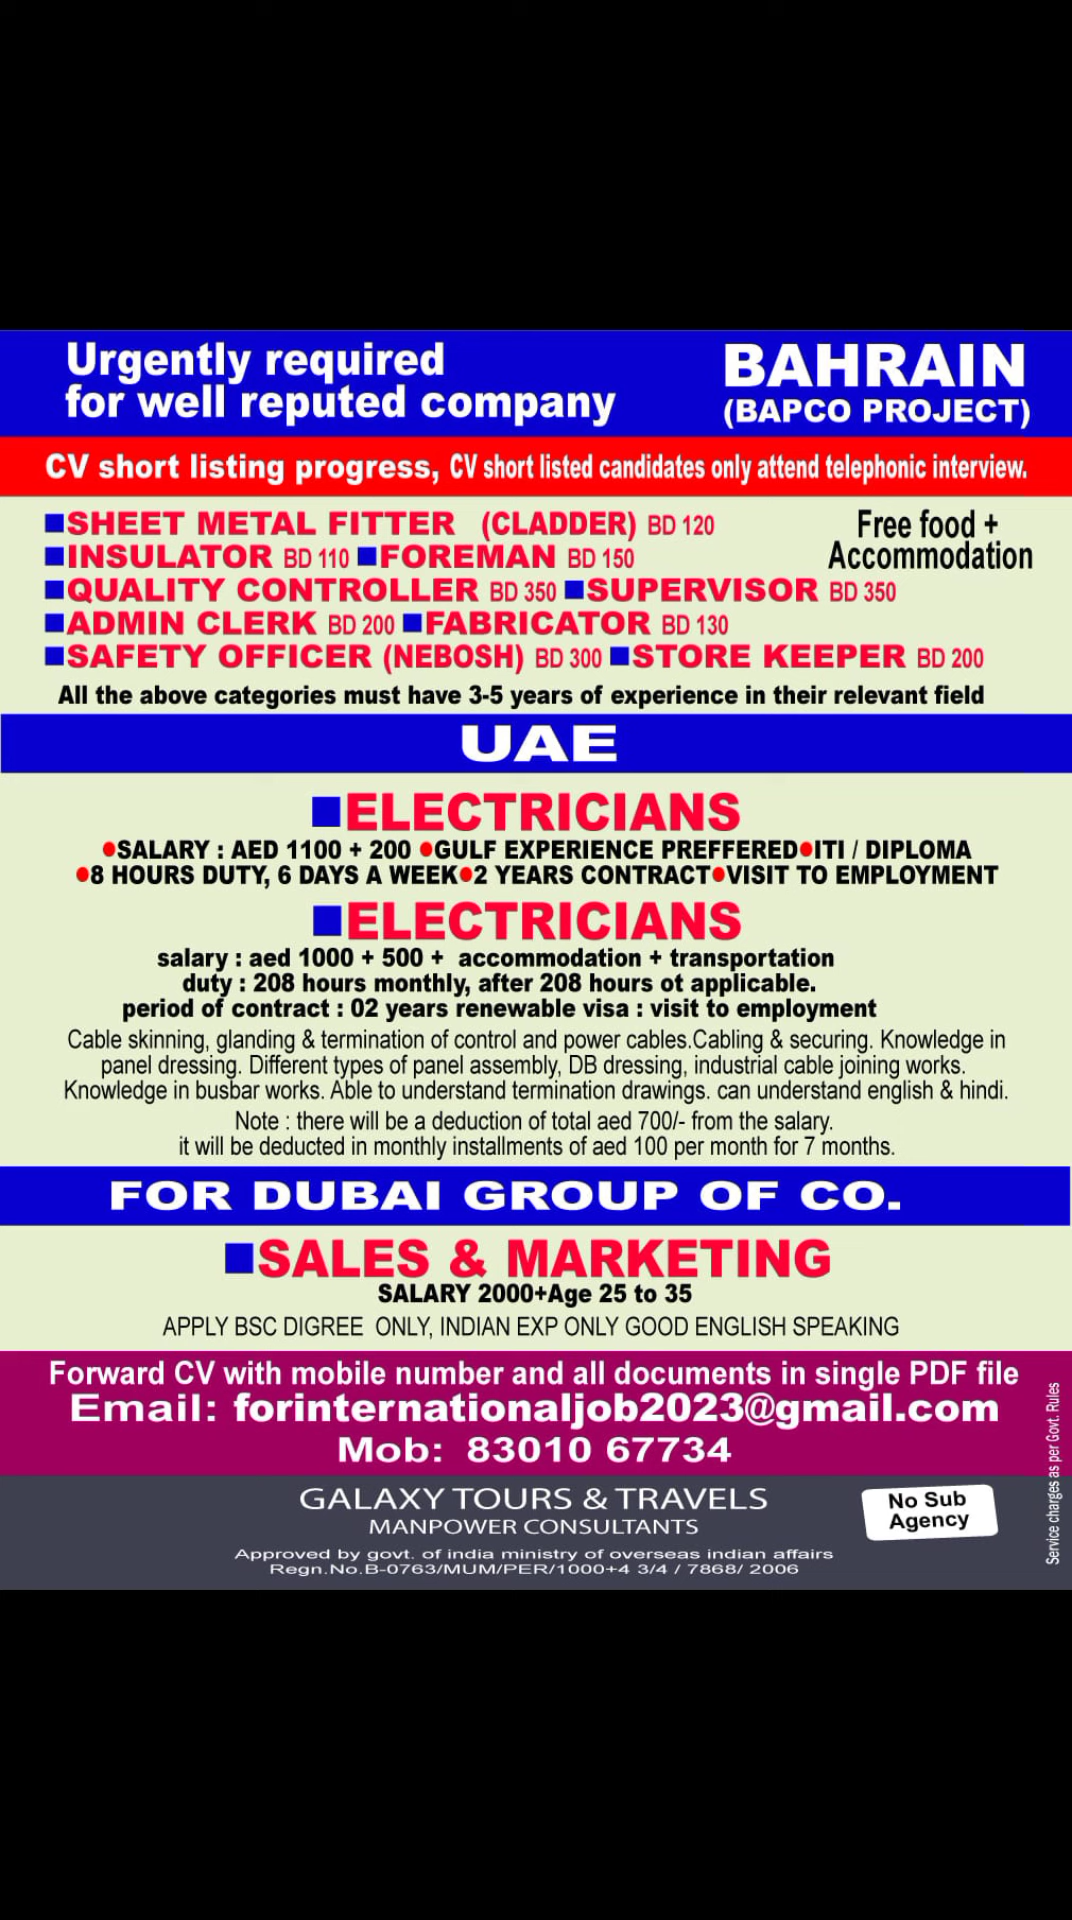 Urgently required
for well reputed company
BAHRAIN
(BAPCO PROJECT)
CV short listing progress, CV short listed candidates only attend telephonic interview.
SHEET METAL FITTER (CLADDER) BD 120
INSULATOR BD 110 FOREMAN BD 150
Free food +
Accommodation
QUALITY CONTROLLER BD 350 SUPERVISOR BD 350
ADMIN CLERK BD 200 FABRICATOR BD 130
SAFETY OFFICER (NEBOSH) BD 300 STORE KEEPER BD 200
All the above categories must have 3-5 years of experience in their relevant field
UAE
ELECTRICIANS
SALARY : AED 1100 + 200 GULF EXPERIENCE PREFFERED ITI / DIPLOMA
8 HOURS DUTY, 6 DAYS A WEEK 2 YEARS CONTRACT VISIT TO EMPLOYMENT
ELECTRICIANS
salary : aed 1000 + 500 + accommodation + transportation
duty : 208 hours monthly, after 208 hours ot applicable.
period of contract : 02 years renewable visa : visit to employment
Cable skinning, glanding & termination of control and power cables.Cabling & securing. Knowledge in
panel dressing. Different types of panel assembly, DB dressing, industrial cable joining works.
Knowledge in busbar works. Able to understand termination drawings. can understand english & hindi.
Note : there will be a deduction of total aed 700/- from the salary.
it will be deducted in monthly installments of aed 100 per month for 7 months.
FOR DUBAI GROUP OF CO.
SALES & MARKETING
SALARY 2000+Age 25 to 35
APPLY BSC DIGREE ONLY, INDIAN EXP ONLY GOOD ENGLISH SPEAKING
Forward CV with mobile number and all documents in single PDF file
Email: forinternationaljob2023@gmail.com
Mob: 83010 67734
GALAXY TOURS & TRAVELS
MANPOWER CONSULTANTS
Approved by govt. of india ministry of overseas indian affairs
Regn.No.B-0763/MUM/PER/1000+4 3/4 / 7868/ 2006
No Sub
Agency
Service charges as per Govt. Rules